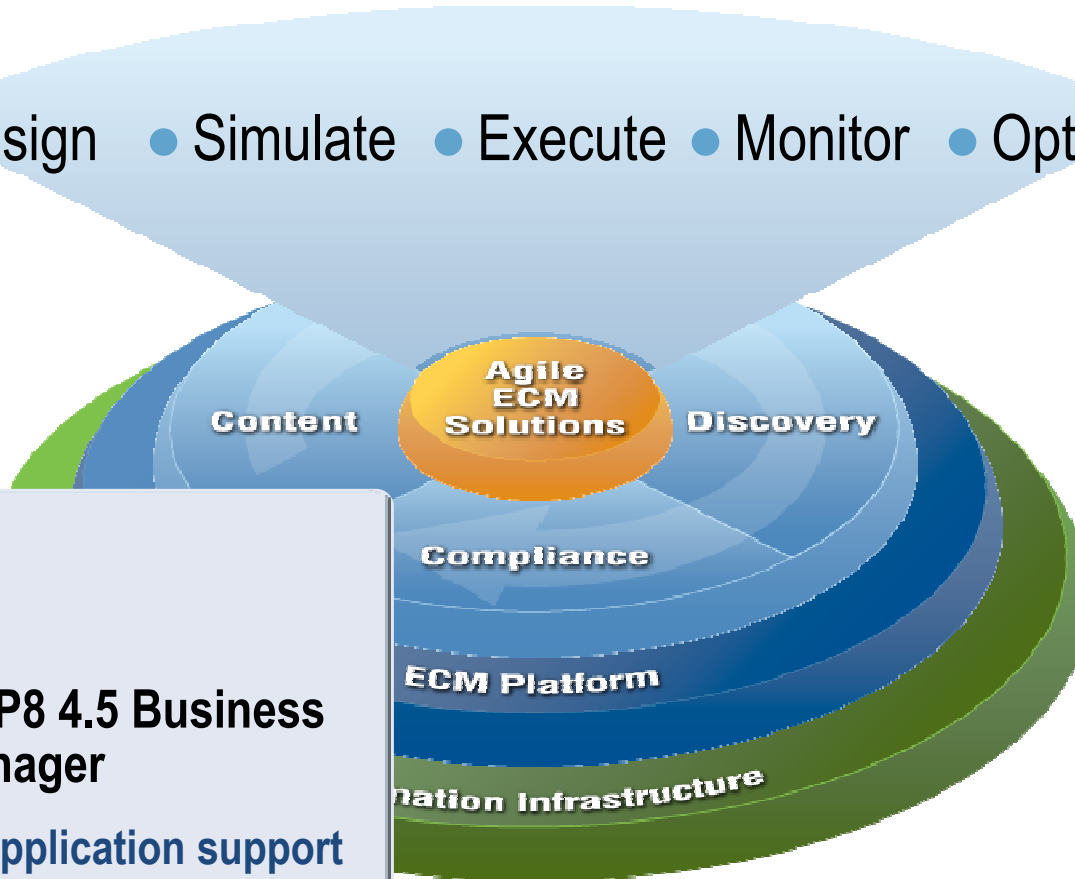 sign • Simulate • Execute • Monitor • Opt
Agile
ECM
Solutions
Content
Discovery
Compliance
ECM Platform
mation Infrastructure
P8 4.5 Business
nager
pplication support